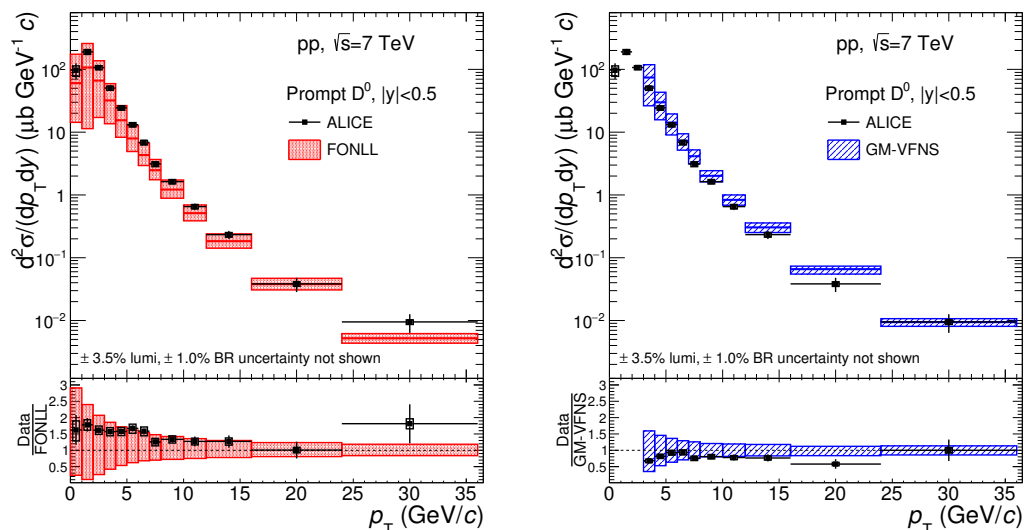 d²σ/(dp_T dy) (μb GeV⁻¹ c)
pp, √s=7 TeV
Prompt D⁰, |y|<0.5
ALICE
FONLL
10²
10
1
10⁻¹
10⁻²
± 3.5% lumi, ± 1.0% BR uncertainty not shown
Data
FONLL
3
2.5
2
1.5
1
0.5
0 5 10 15 20 25 30 35
p_T (GeV/c)
d²σ/(dp_T dy) (μb GeV⁻¹ c)
pp, √s=7 TeV
Prompt D⁰, |y|<0.5
ALICE
GM-VFNS
10²
10
1
10⁻¹
10⁻²
± 3.5% lumi, ± 1.0% BR uncertainty not shown
Data
GM-VFNS
3
2.5
2
1.5
1
0.5
0 5 10 15 20 25 30 35
p_T (GeV/c)